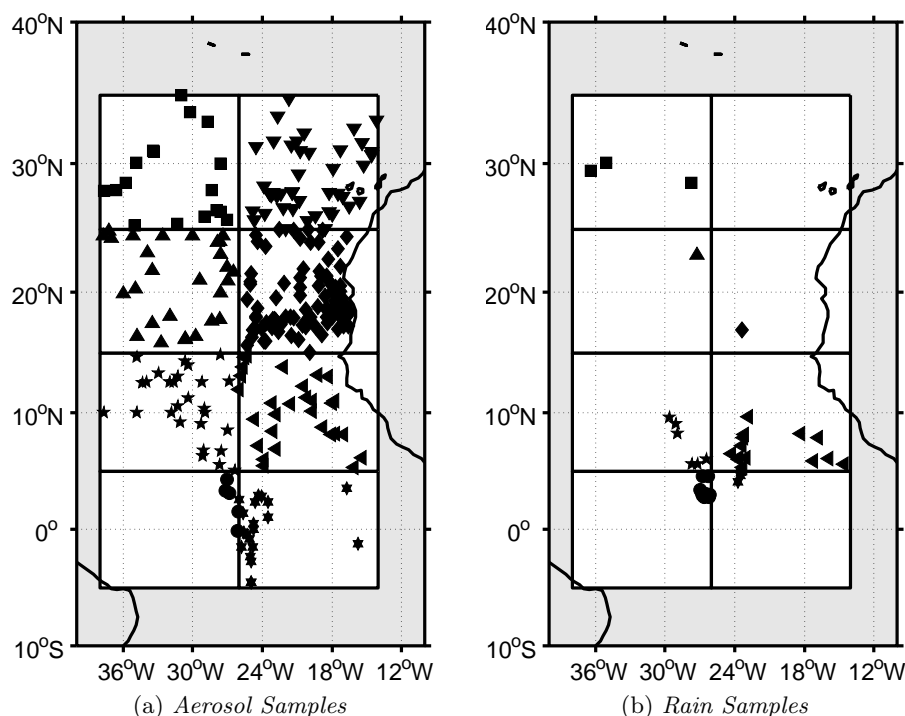 40°N 40°N
30°N 30°N
20°N 20°N
10°N 10°N
0° 0°
10°S 10°S
36°W 30°W 24°W 18°W 12°W 36°W 30°W 24°W 18°W 12°W
(a) Aerosol Samples (b) Rain Samples